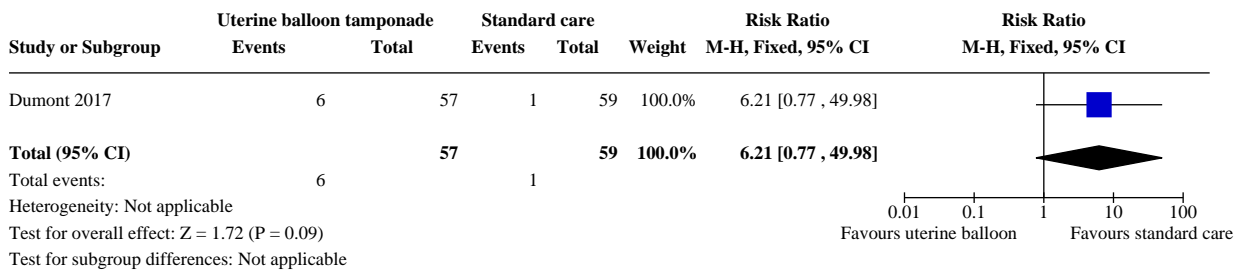 Uterine balloon tamponade Standard care Risk Ratio Risk Ratio
Study or Subgroup Events Total Events Total Weight M-H, Fixed, 95% CI M-H, Fixed, 95% CI
Dumont 2017 6 57 1 59 100.0% 6.21 [0.77 , 49.98]
Total (95% CI) 57 59 100.0% 6.21 [0.77 , 49.98]
Total events: 6 1
Heterogeneity: Not applicable
0.01 0.1 1 10 100
Test for overall effect: Z = 1.72 (P = 0.09) Favours uterine balloon Favours standard care
Test for subgroup differences: Not applicable